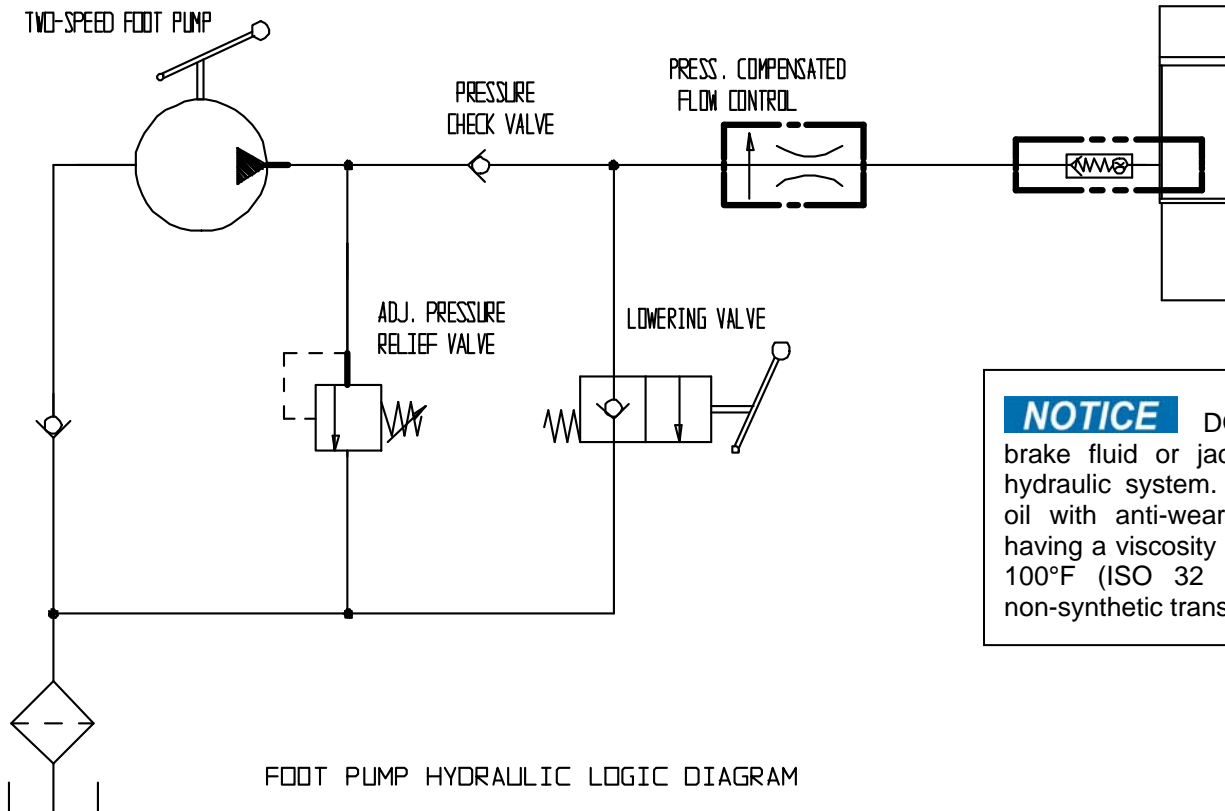 TWO-SPEED FOOT PUMP
PRESSURE
CHECK VALVE
PRESS. COMPENSATED
FLOW CONTROL
ADJ. PRESSURE
RELIEF VALVE
LOWERING VALVE
NOTICE
brake fluid or
hydraulic system.
oil with anti-wear
having a viscosity
100°F (ISO 32
non-synthetic
FOOT PUMP HYDRAULIC LOGIC DIAGRAM